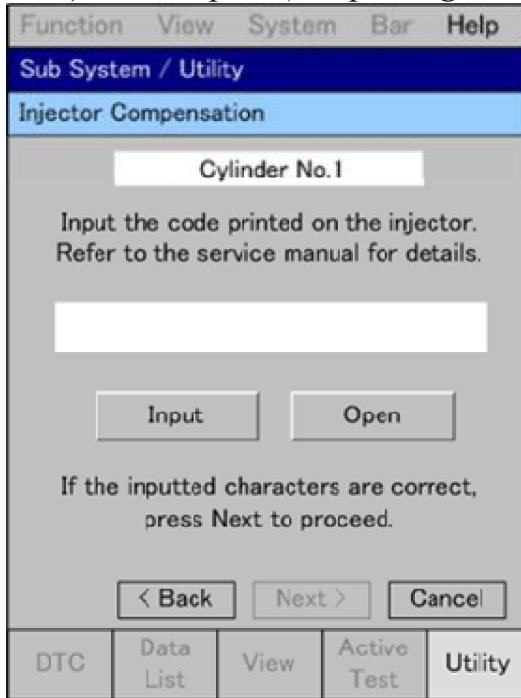 Function View System Bar Help
Sub System / Utility
Injector Compensation
Cylinder No.1
Input the code printed on the injector.
Refer to the service manual for details.
Input Open
If the inputted characters are correct,
press Next to proceed.
< Back Next > Cancel
DTC Data List View Active Test Utility